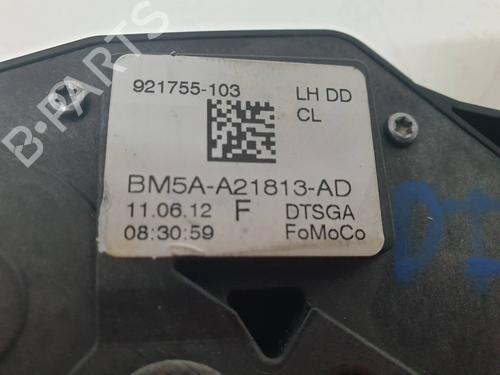 921755-103 LH DD
CL
BM5A-A21813-AD
11.06.12 F DTSGA
08:30:59 FoMoCo
B-PARTS